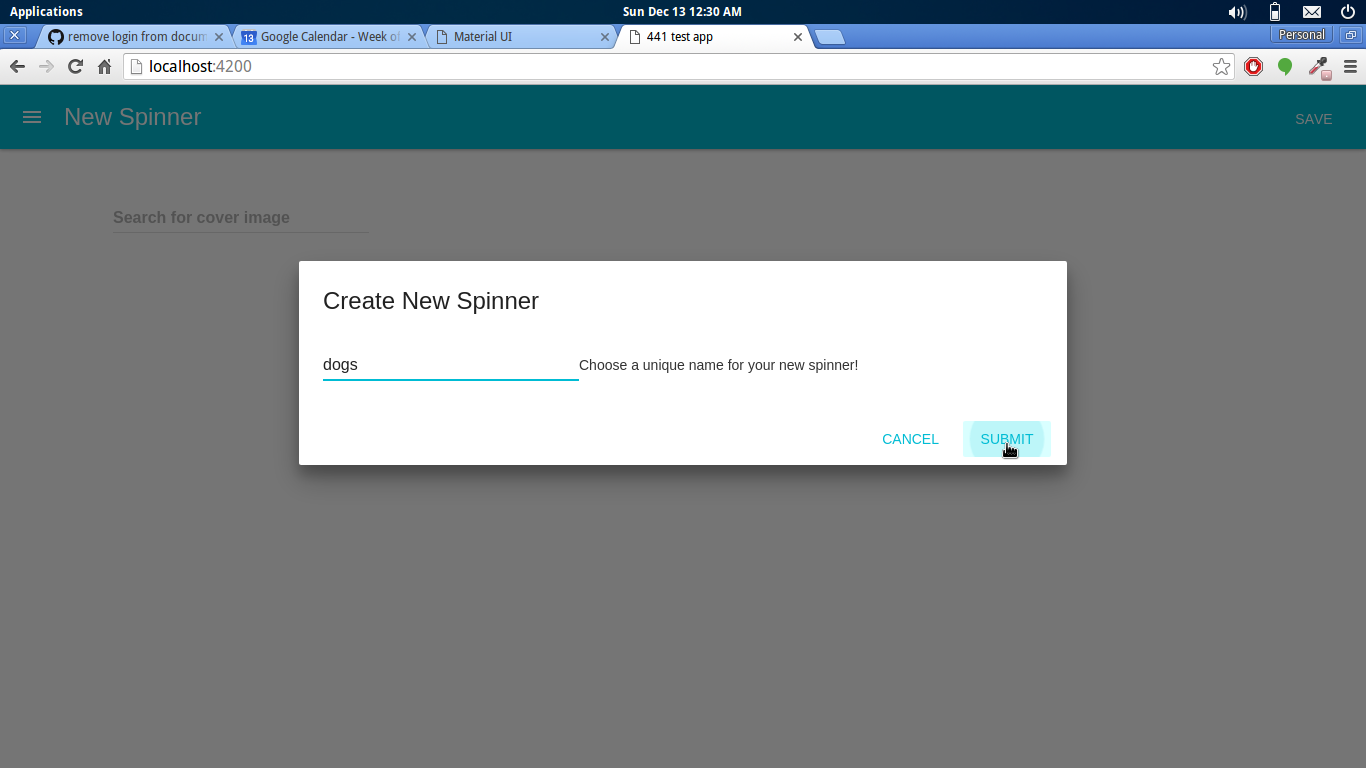 Applications
Sun Dec 13 12:30 AM
remove login from docum
13
Google Calendar - Week of
Material UI
441 test app
Personal
localhost:4200
New Spinner
SAVE
Search for cover image
Create New Spinner
dogs
Choose a unique name for your new spinner!
CANCEL
SUBMIT